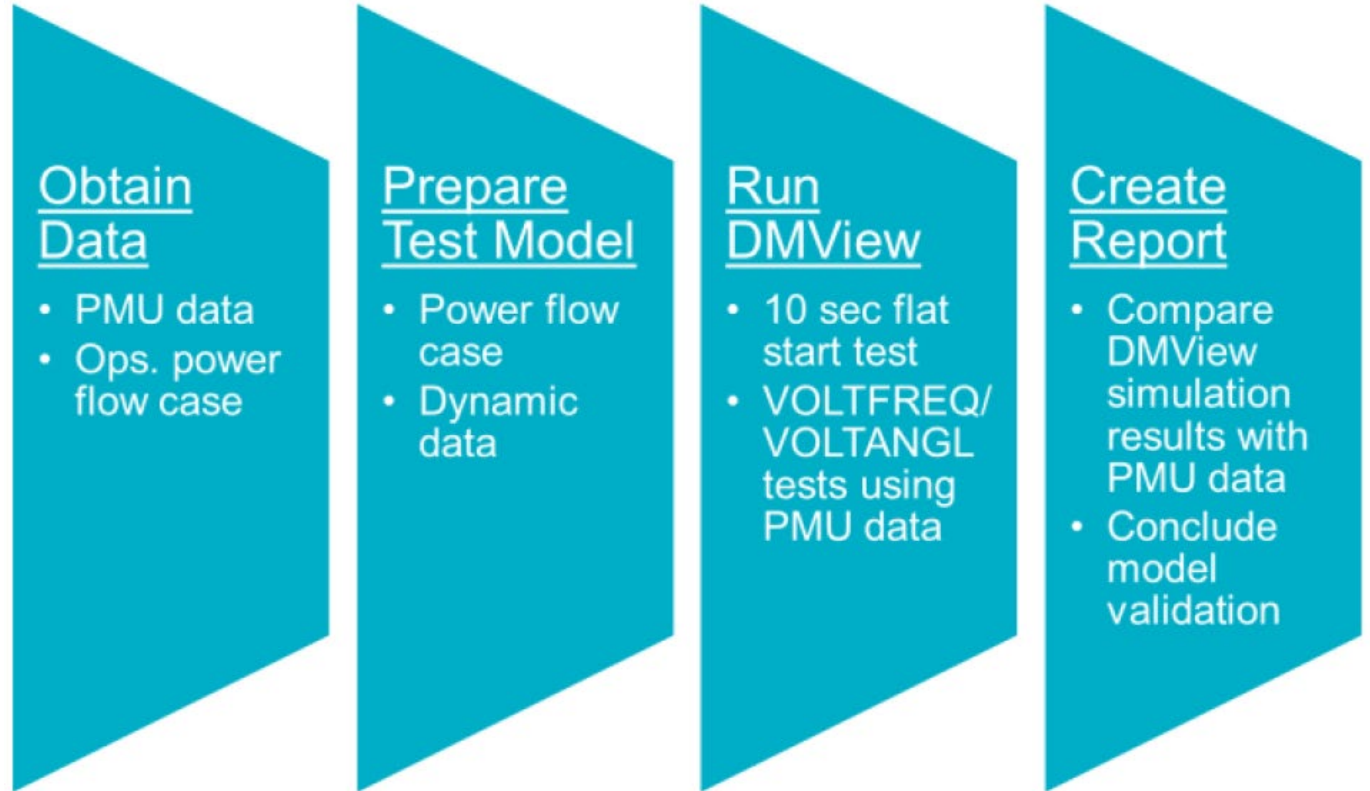 Obtain
Data
• PMU data
• Ops. power
flow case
Prepare
Test Model
• Power flow
case
• Dynamic
data
Run
DMView
• 10 sec flat
start test
• VOLTFREQ/
VOLTANGL
tests using
PMU data
Create
Report
• Compare
DMView
simulation
results with
PMU data
• Conclude
model
validation